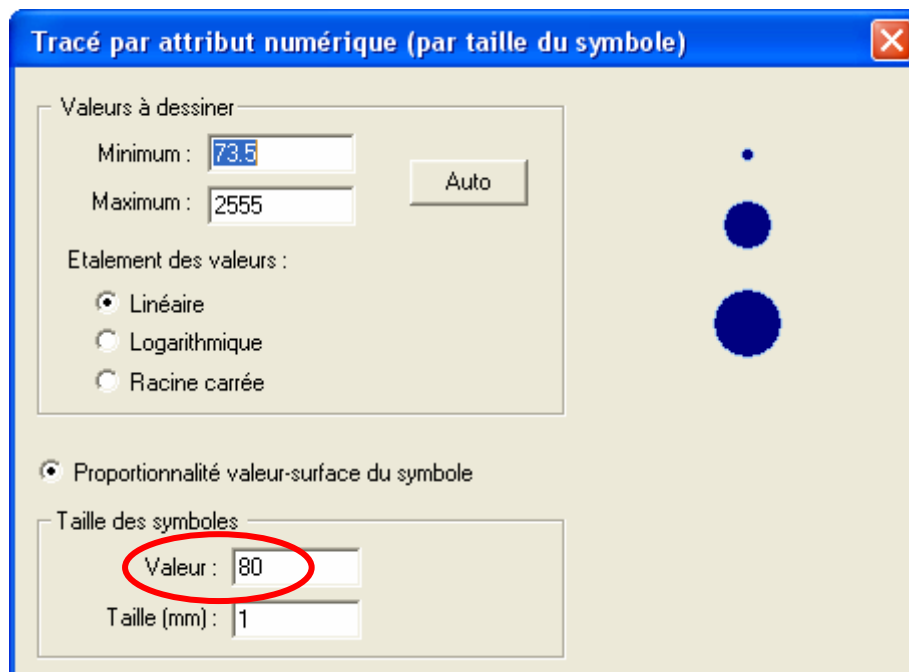 Tracé par attribut numérique (par taille du symbole)
Valeurs à dessiner
Minimum : 73.5
Auto
Maximum : 2555
Etalement des valeurs :
Linéaire
Logarithmique
Racine carrée
Proportionnalité valeur-surface du symbole
Taille des symboles
Valeur : 80
Taille (mm) : 1